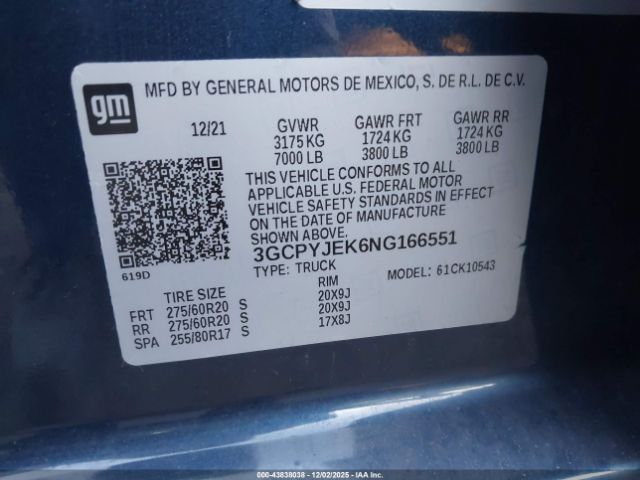 gm
MFD BY GENERAL MOTORS DE MEXICO, S. DE R.L. DE C.V.
12/21 GVWR GAWR FRT GAWR RR
3175 KG 1724 KG 1724 KG
7000 LB 3800 LB 3800 LB
THIS VEHICLE CONFORMS TO ALL
APPLICABLE U.S. FEDERAL MOTOR
VEHICLE SAFETY STANDARDS IN EFFECT
ON THE DATE OF MANUFACTURE
SHOWN ABOVE.
3GCPYJEK6NG166551
619D
TYPE: TRUCK MODEL: 61CK10543
TIRE SIZE RIM
FRT 275/60R20 S 20X9J
RR 275/60R20 S 20X9J
SPA 255/80R17 S 17X8J
000-43838038 - 12/02/2025 - IAA, Inc.